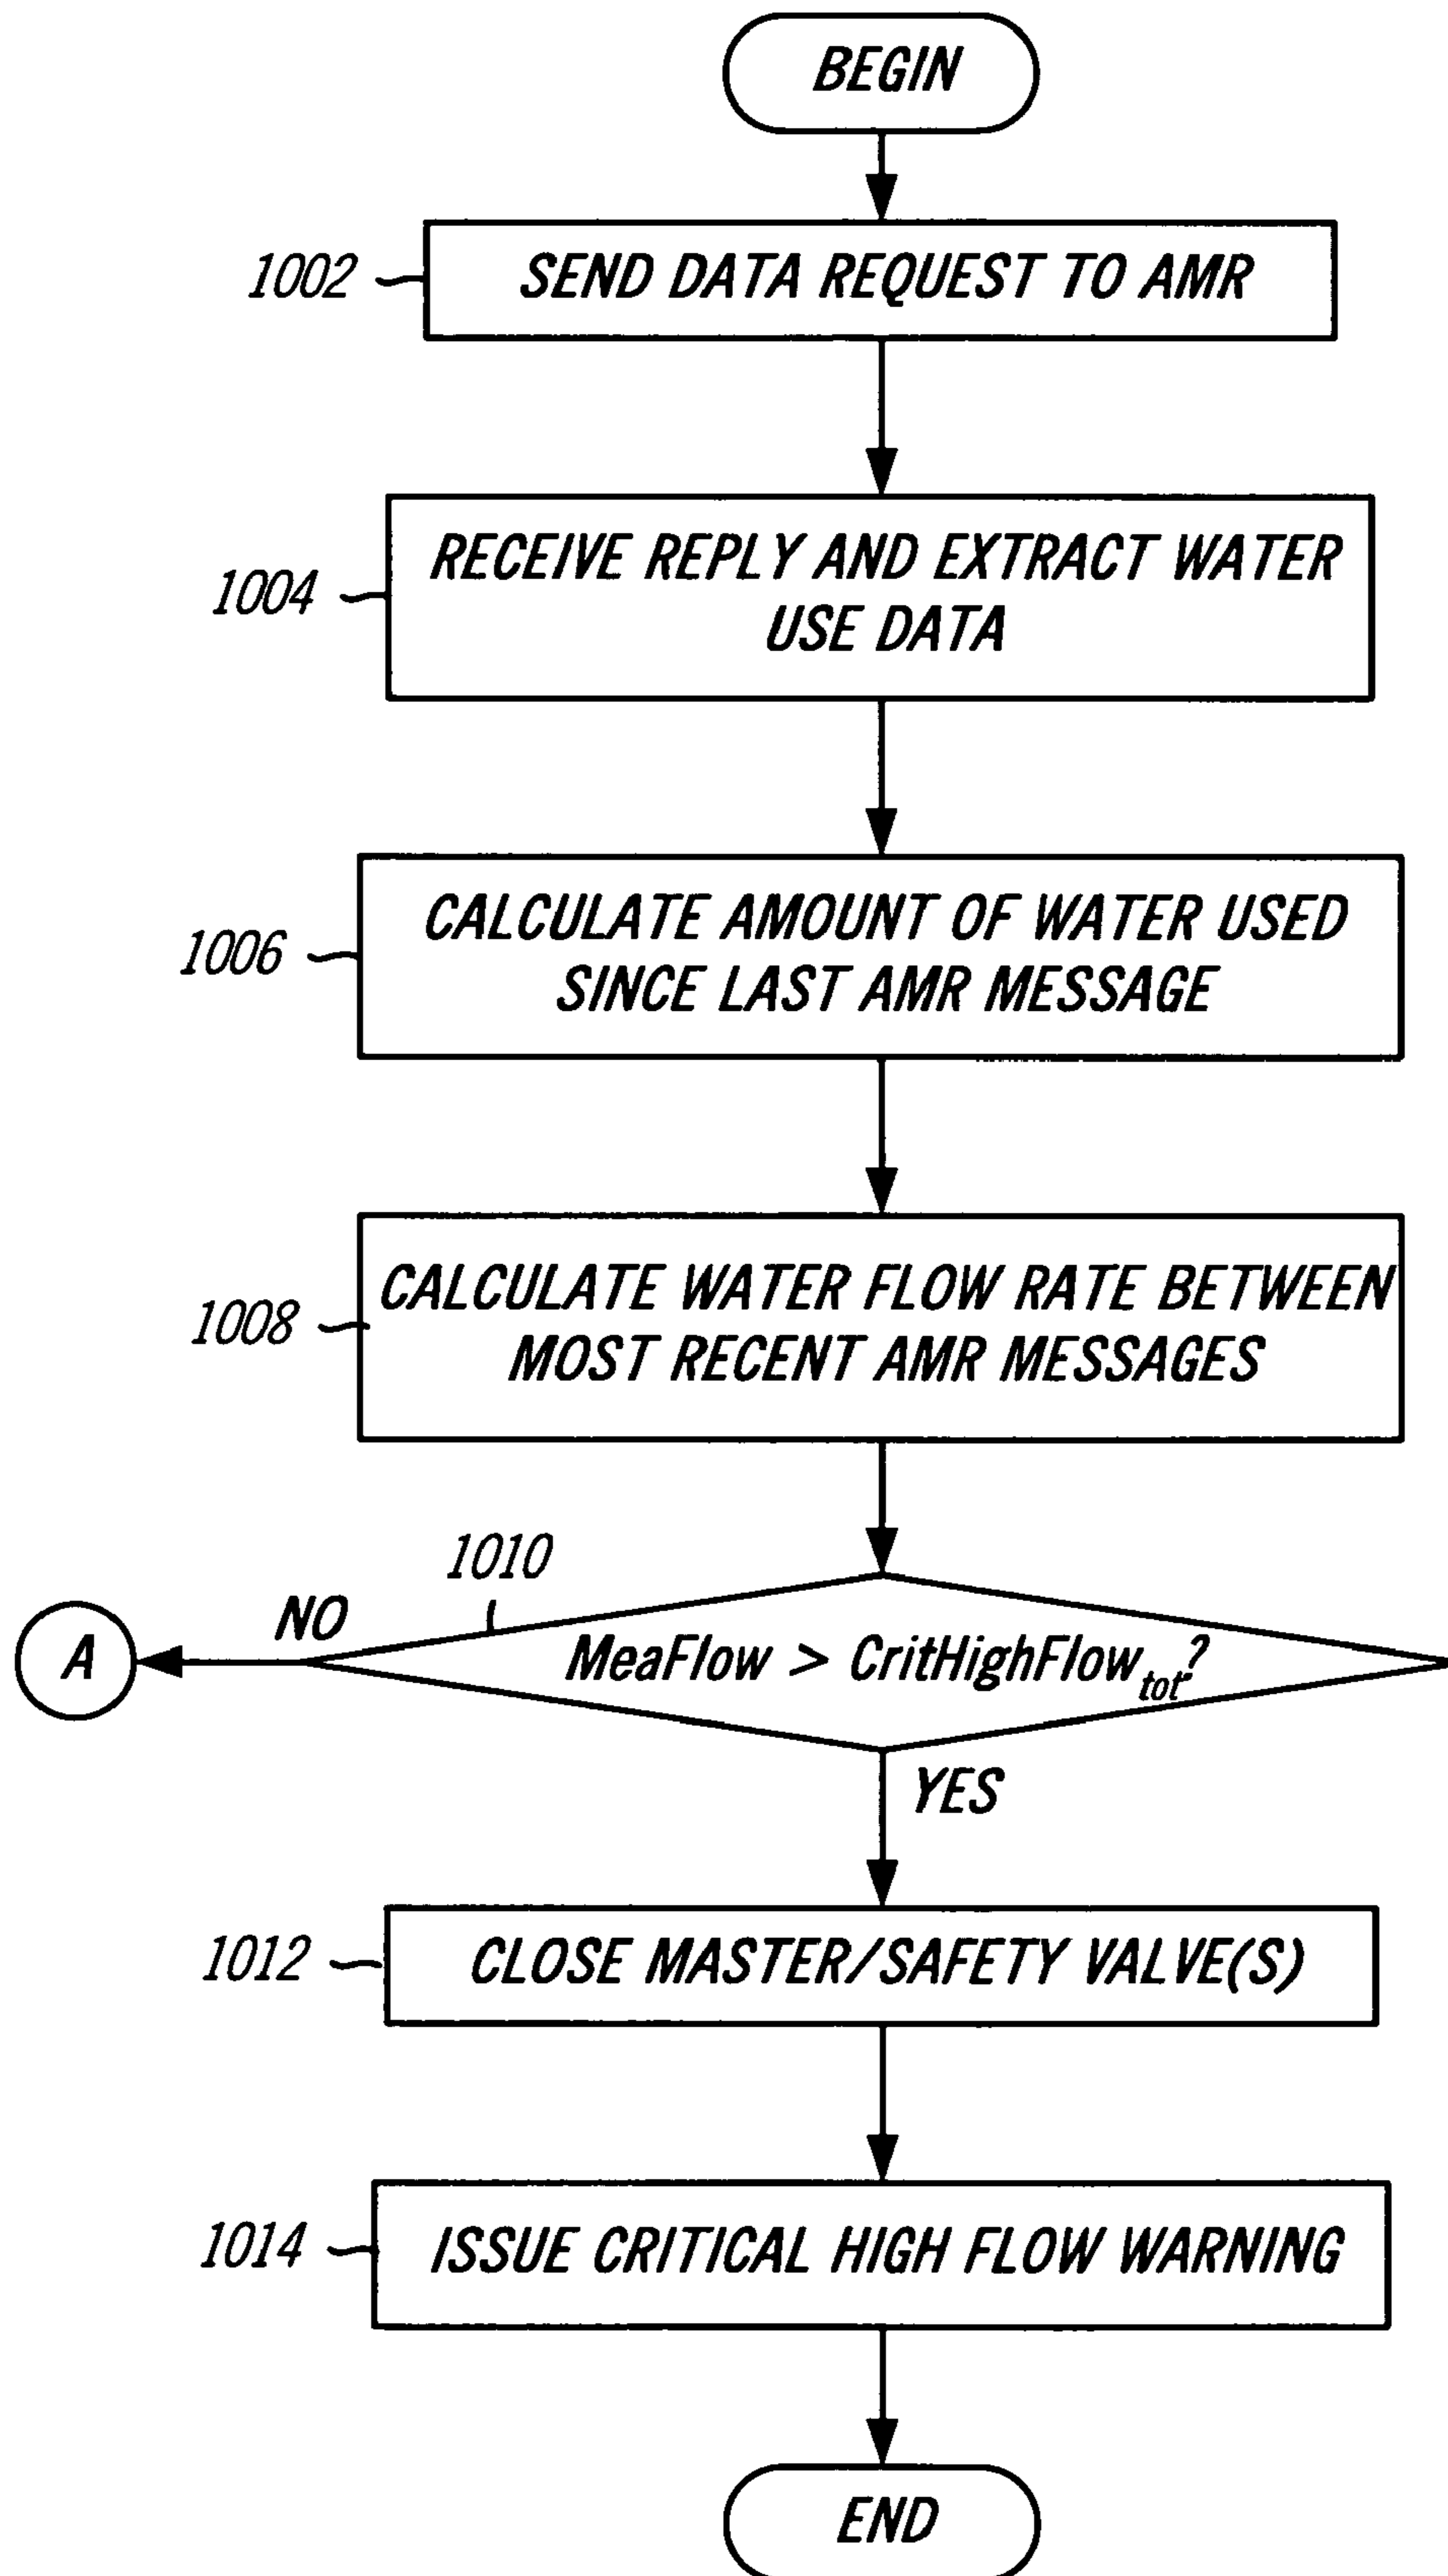 BEGIN
1002
SEND DATA REQUEST TO AMR
1004
RECEIVE REPLY AND EXTRACT WATER
USE DATA
1006
CALCULATE AMOUNT OF WATER USED
SINCE LAST AMR MESSAGE
1008
CALCULATE WATER FLOW RATE BETWEEN
MOST RECENT AMR MESSAGES
1010
A
NO
MeaFlow > CritHighFlowtot?
YES
1012
CLOSE MASTER/SAFETY VALVE(S)
1014
ISSUE CRITICAL HIGH FLOW WARNING
END